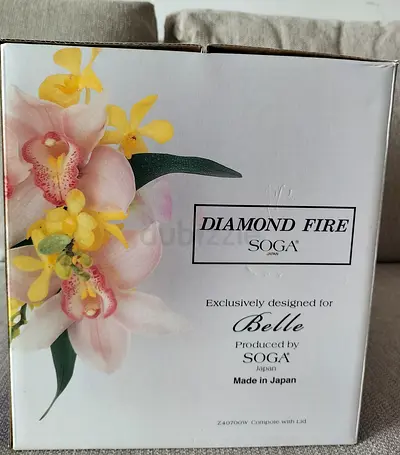 DIAMOND FIRE
SOGA®
JAPAN
dubizzle
Exclusively designed for
Belle
Produced by
SOGA®
Japan
Made in Japan
Z40700W Compote with Lid